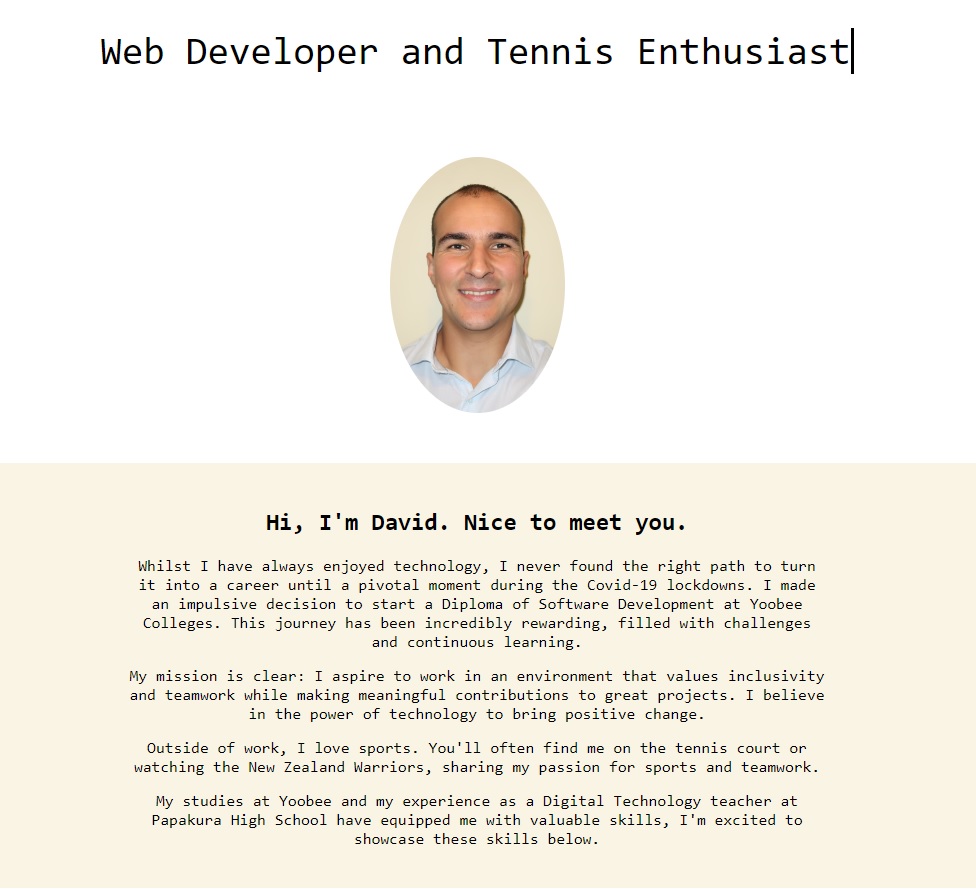 Web Developer and Tennis Enthusiast
Hi, I'm David. Nice to meet you.
Whilst I have always enjoyed technology, I never found the right path to turn
it into a career until a pivotal moment during the Covid-19 lockdowns. I made
an impulsive decision to start a Diploma of Software Development at Yoobee
Colleges. This journey has been incredibly rewarding, filled with challenges
and continuous learning.
My mission is clear: I aspire to work in an environment that values inclusivity
and teamwork while making meaningful contributions to great projects. I believe
in the power of technology to bring positive change.
Outside of work, I love sports. You'll often find me on the tennis court or
watching the New Zealand Warriors, sharing my passion for sports and teamwork.
My studies at Yoobee and my experience as a Digital Technology teacher at
Papakura High School have equipped me with valuable skills, I'm excited to
showcase these skills below.